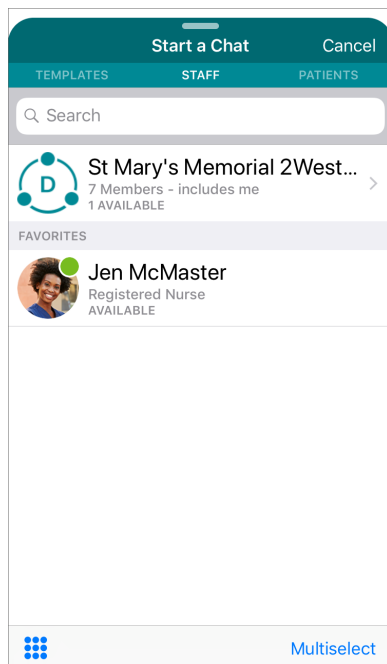 Start a Chat Cancel
TEMPLATES STAFF PATIENTS
Search
D
St Mary's Memorial 2West...
7 Members - includes me
1 AVAILABLE
FAVORITES
Jen McMaster
Registered Nurse
AVAILABLE
Multiselect